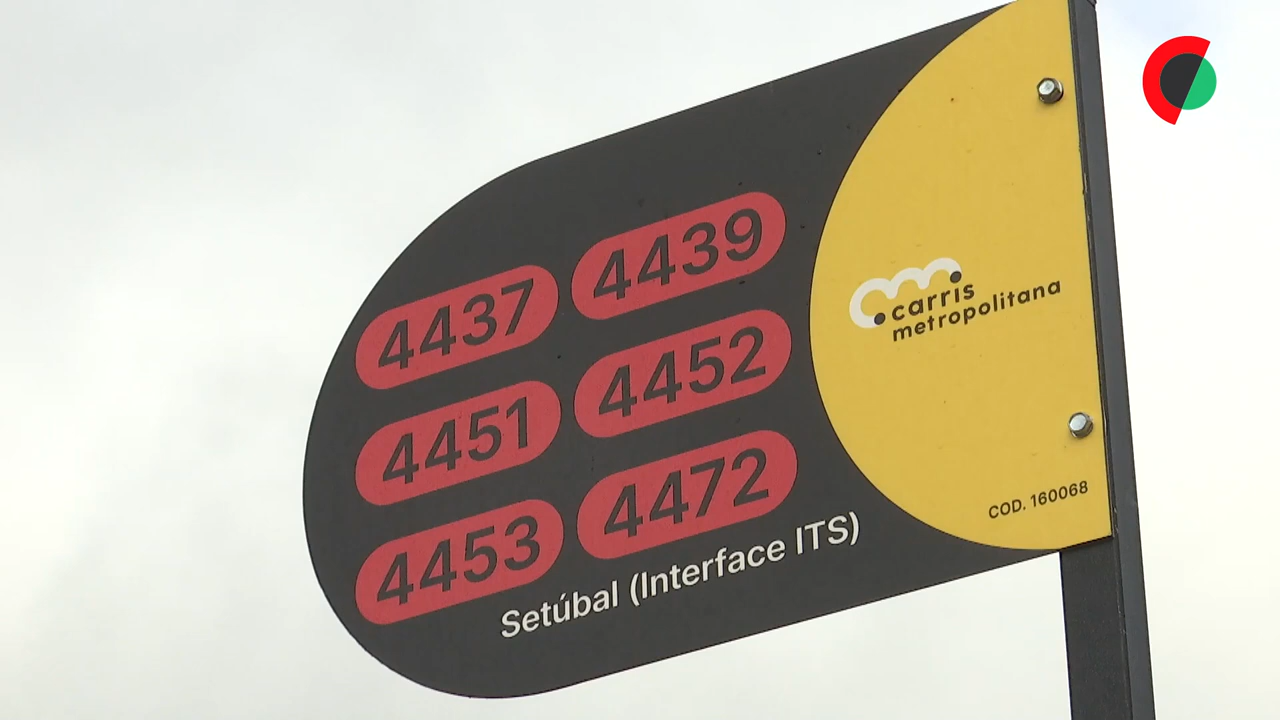 4437 4439
4451 4452
4453 4472
Setúbal (Interface ITS)
carris
metropolitana
COD. 160068